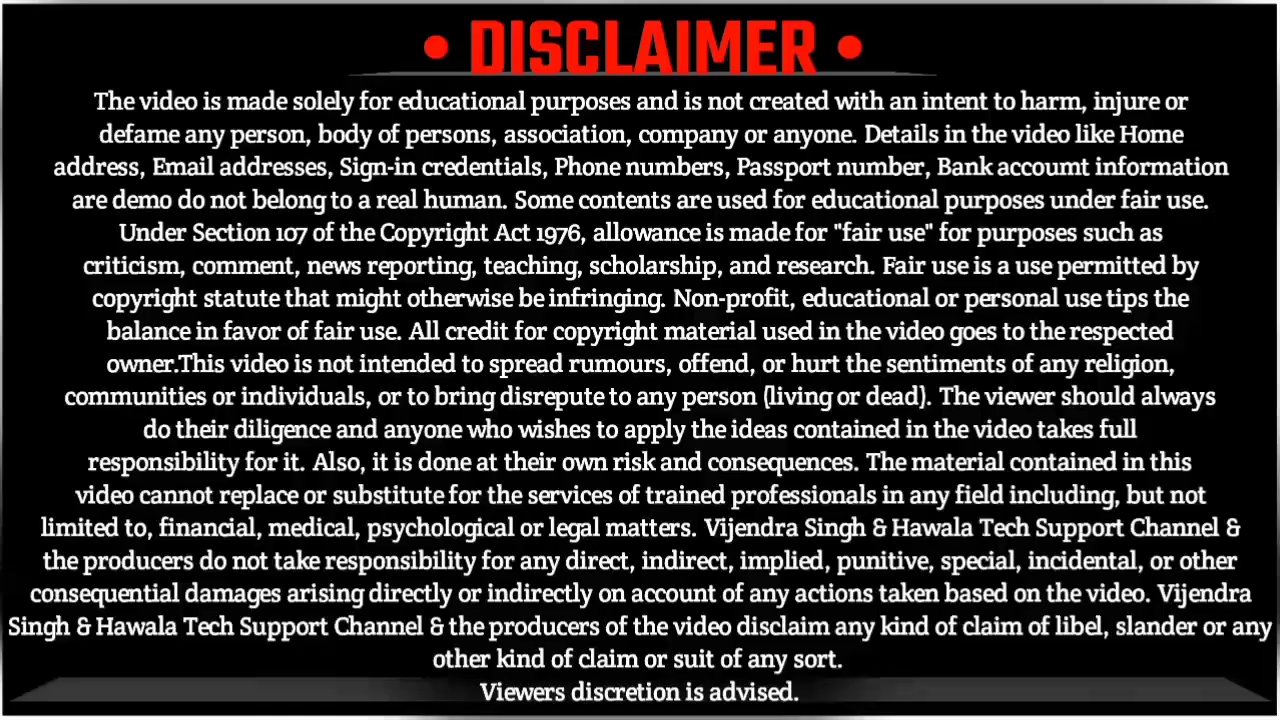 • DISCLAIMER •
The video is made solely for educational purposes and is not created with an intent to harm, injure or
defame any person, body of persons, association, company or anyone. Details in the video like Home
address, Email addresses, Sign-in credentials, Phone numbers, Passport number, Bank accoumt information
are demo do not belong to a real human. Some contents are used for educational purposes under fair use.
Under Section 107 of the Copyright Act 1976, allowance is made for "fair use" for purposes such as
criticism, comment, news reporting, teaching, scholarship, and research. Fair use is a use permitted by
copyright statute that might otherwise be infringing. Non-profit, educational or personal use tips the
balance in favor of fair use. All credit for copyright material used in the video goes to the respected
owner.This video is not intended to spread rumours, offend, or hurt the sentiments of any religion,
communities or individuals, or to bring disrepute to any person (living or dead). The viewer should always
do their diligence and anyone who wishes to apply the ideas contained in the video takes full
responsibility for it. Also, it is done at their own risk and consequences. The material contained in this
video cannot replace or substitute for the services of trained professionals in any field including, but not
limited to, financial, medical, psychological or legal matters. Vijendra Singh & Hawala Tech Support Channel &
the producers do not take responsibility for any direct, indirect, implied, punitive, special, incidental, or other
consequential damages arising directly or indirectly on account of any actions taken based on the video. Vijendra
Singh & Hawala Tech Support Channel & the producers of the video disclaim any kind of claim of libel, slander or any
other kind of claim or suit of any sort.
Viewers discretion is advised.